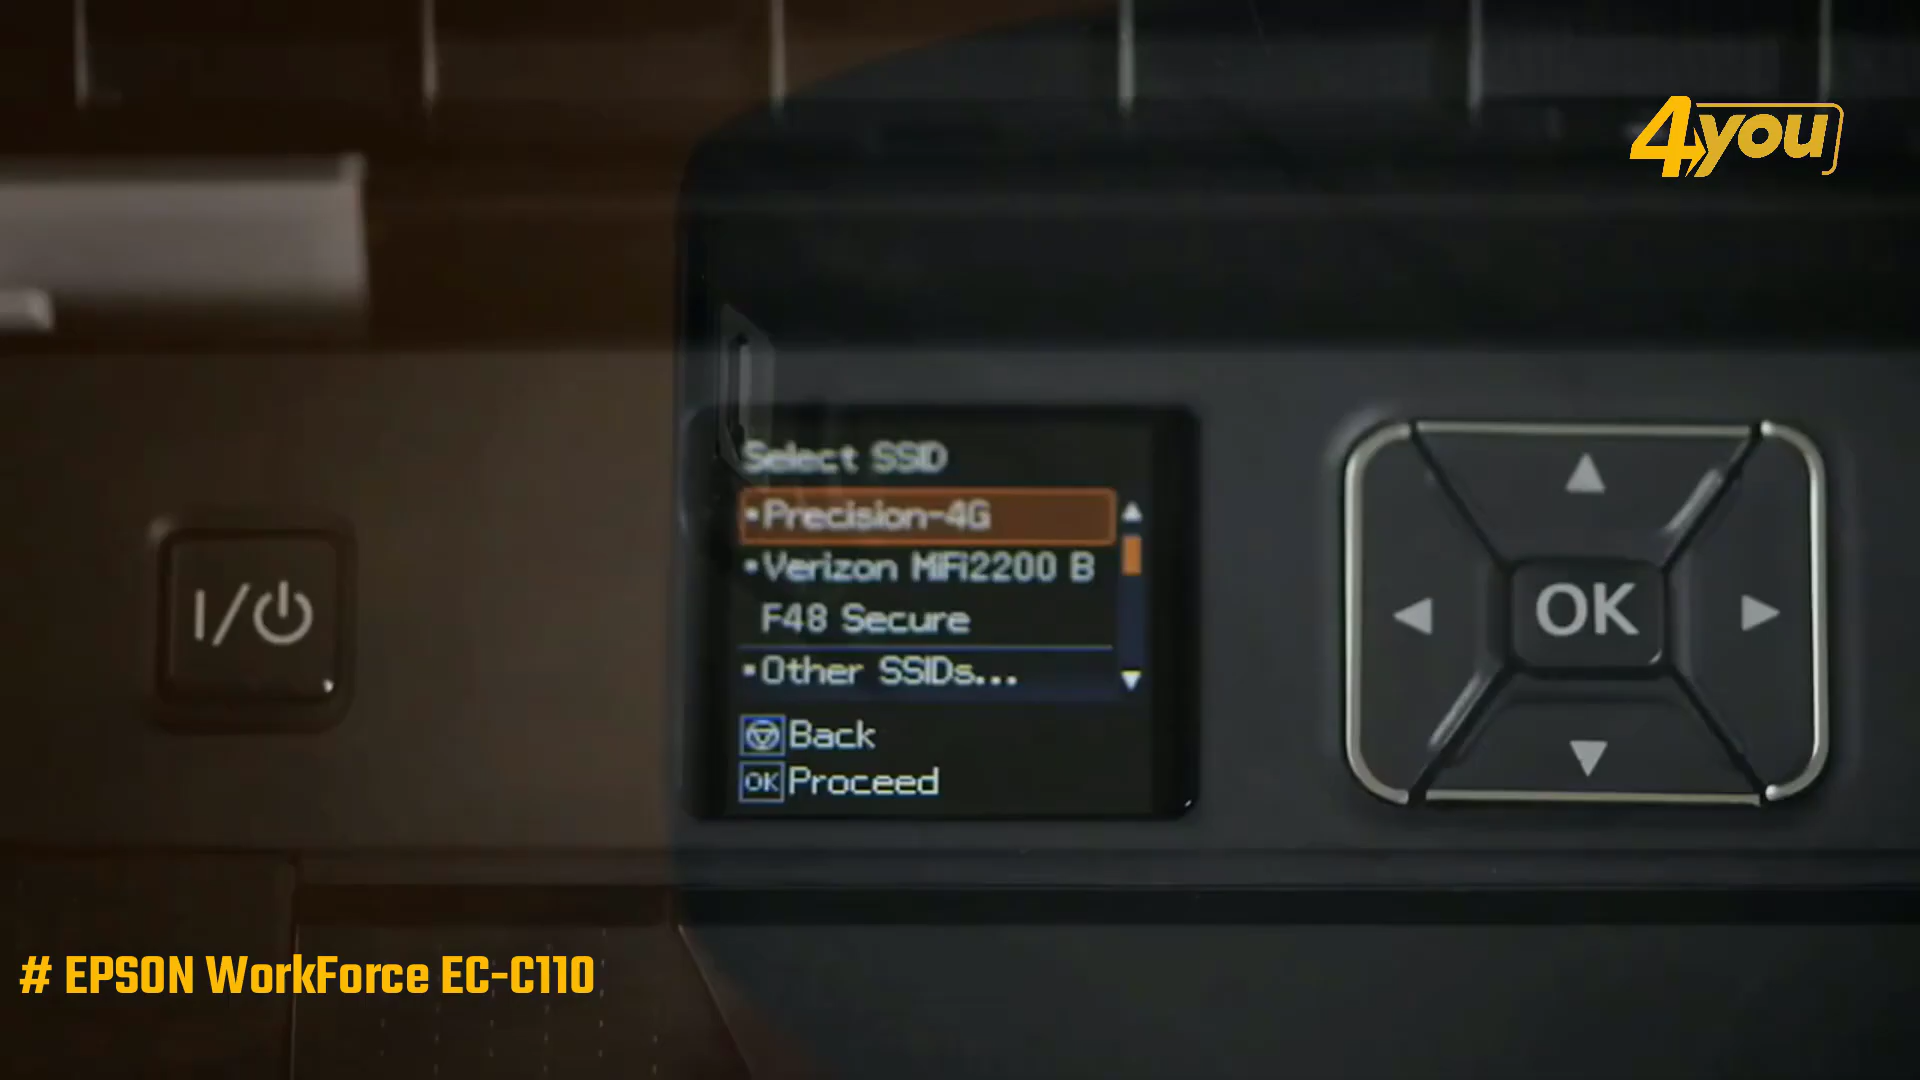 4you
Select SSID
•Precision-4G
•Verizon MiFi2200 B
F48 Secure
•Other SSIDs...
Back
OK Proceed
OK
# EPSON WorkForce EC-C110